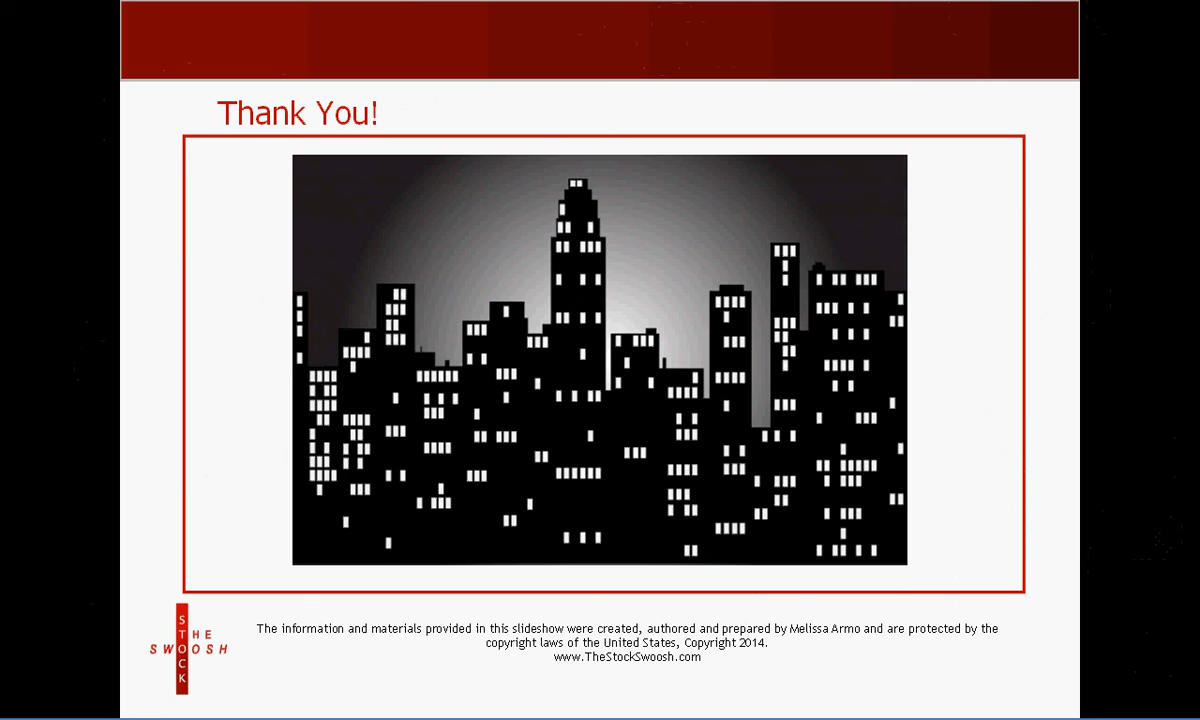 Thank You!
THE
STOCK
SWOOSH
The information and materials provided in this slideshow were created, authored and prepared by Melissa Armo and are protected by the
copyright laws of the United States, Copyright 2014.
www.TheStockSwoosh.com